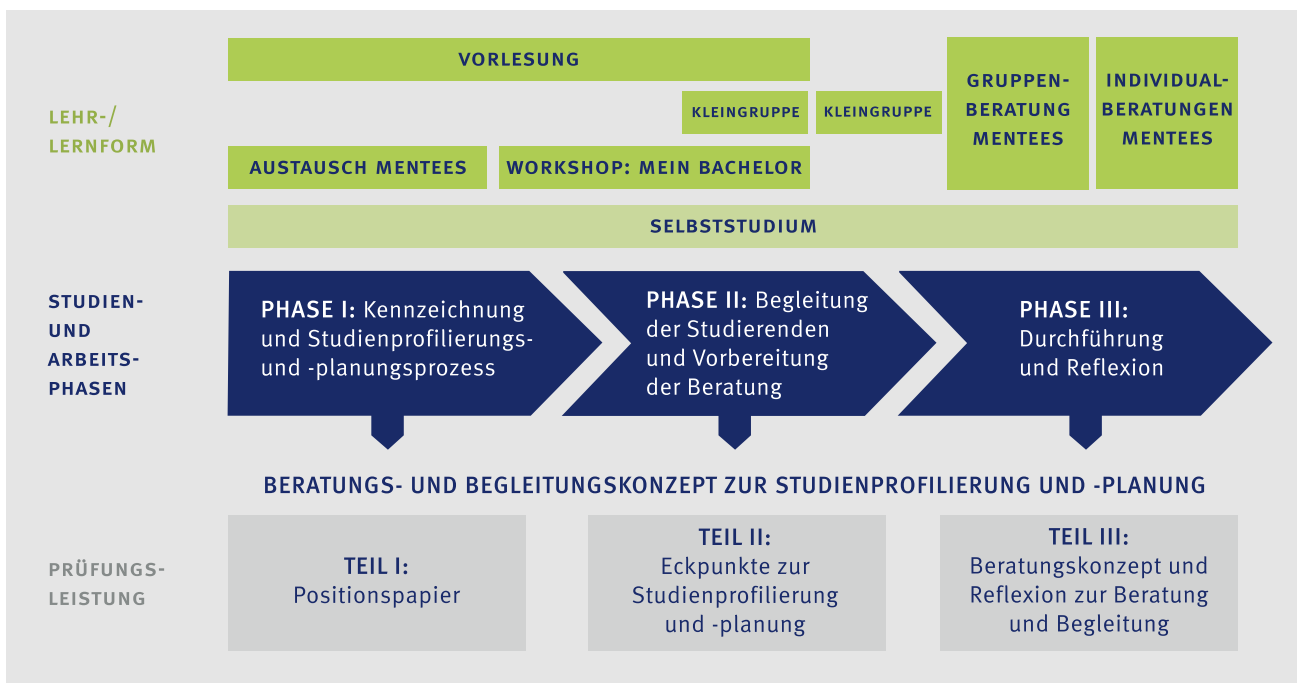 VORLESUNG
LEHR-/
LERNFORM
KLEINGRUPPE
KLEINGRUPPE
GRUPPEN-
BERATUNG
MENTEES
INDIVIDUAL-
BERATUNGEN
MENTEES
AUSTAUSCH MENTEES
WORKSHOP: MEIN BACHELOR
SELBSTSTUDIUM
STUDIEN-
UND
ARBEITS-
PHASEN
PHASE I: Kennzeichnung
und Studienprofilierungs-
und -planungsprozess
PHASE II: Begleitung
der Studierenden
und Vorbereitung
der Beratung
PHASE III:
Durchführung
und Reflexion
BERATUNGS- UND BEGLEITUNGSKONZEPT ZUR STUDIENPROFILIERUNG UND -PLANUNG
PRÜFUNGS-
LEISTUNG
TEIL I:
Positionspapier
TEIL II:
Eckpunkte zur
Studienprofilierung
und -planung
TEIL III:
Beratungskonzept und
Reflexion zur Beratung
und Begleitung